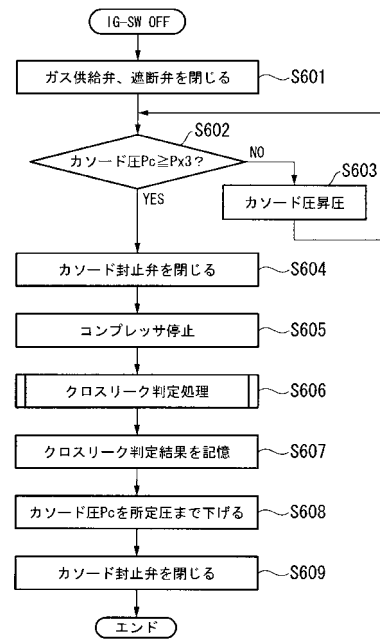 IG-SW OFF
ガス供給弁、遮断弁を閉じる
S601
S602
カソード圧Pc≧Px3?
NO
S603
カソード圧昇圧
YES
カソード封止弁を閉じる
S604
コンプレッサ停止
S605
クロスリーク判定処理
S606
クロスリーク判定結果を記憶
S607
カソード圧Pcを所定圧まで下げる
S608
カソード封止弁を閉じる
S609
エンド